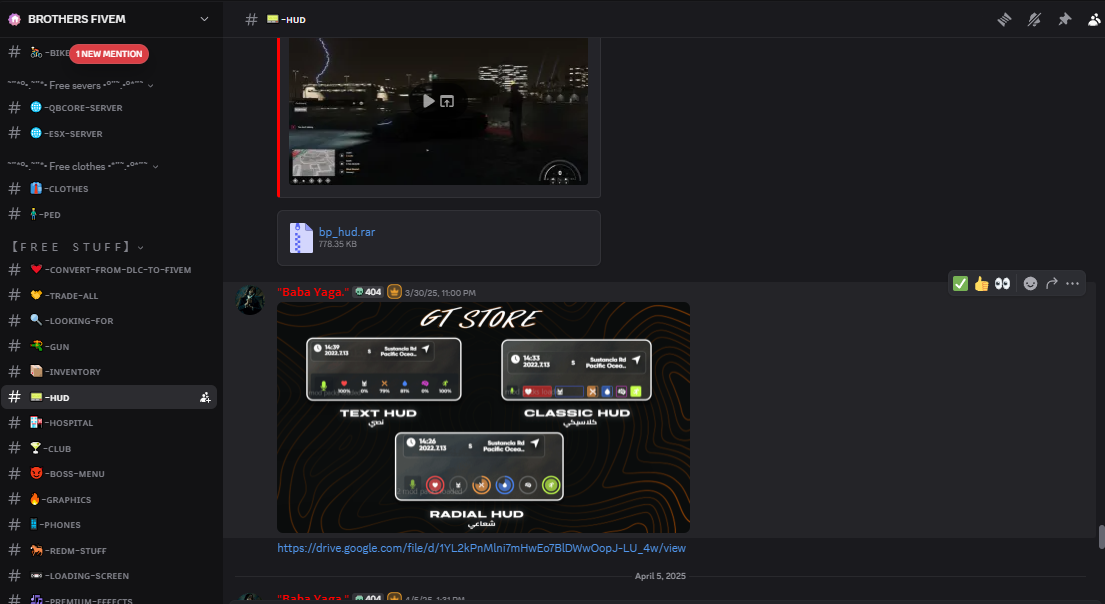 BROTHERS FIVEM
# -HUD
# -BIKE
1 NEW MENTION
Free severs
# -QBCORE-SERVER
# -ESX-SERVER
Free clothes
# -CLOTHES
# -PED
【FREE STUFF】
# -CONVERT-FROM-DLC-TO-FIVEM
# -TRADE-ALL
# -LOOKING-FOR
# -GUN
# -INVENTORY
# -HUD
# -HOSPITAL
# -CLUB
# -BOSS-MENU
# -GRAPHICS
# -PHONES
# -REDM-STUFF
# -LOADING-SCREEN
# -PREMIUM-EFFECTS
0
bp_hud.rar
778.35 KB
"Baba Yaga." 404 3/30/25, 11:00 PM
GT STORE
14:39
2022.7.13
S
Sustancia Rd
Pacific Ocea..
100% 0% 79% 81% 0% 100%
TEXT HUD
نصي
14:33
2022.7.13
S
Sustancia Rd
Pacific Ocea..
CLASSIC HUD
كلاسيكي
14:26
2022.7.13
S
Sustancia Rd
Pacific Ocea..
RADIAL HUD
شعاعي
https://drive.google.com/file/d/1YL2kPnMlni7mHwEo7BlDWwOopJ-LU_4w/view
April 5, 2025
"Baba Yaga." 404 4/5/25, 1:31 PM